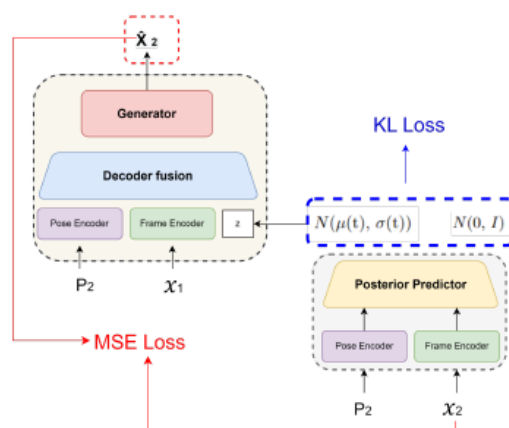 X̂ 2
Generator
KL Loss
Decoder fusion
Pose Encoder
Frame Encoder
z
N(μ(t), σ(t))
N(0, I)
Posterior Predictor
P2
x1
MSE Loss
Pose Encoder
Frame Encoder
P2
x2